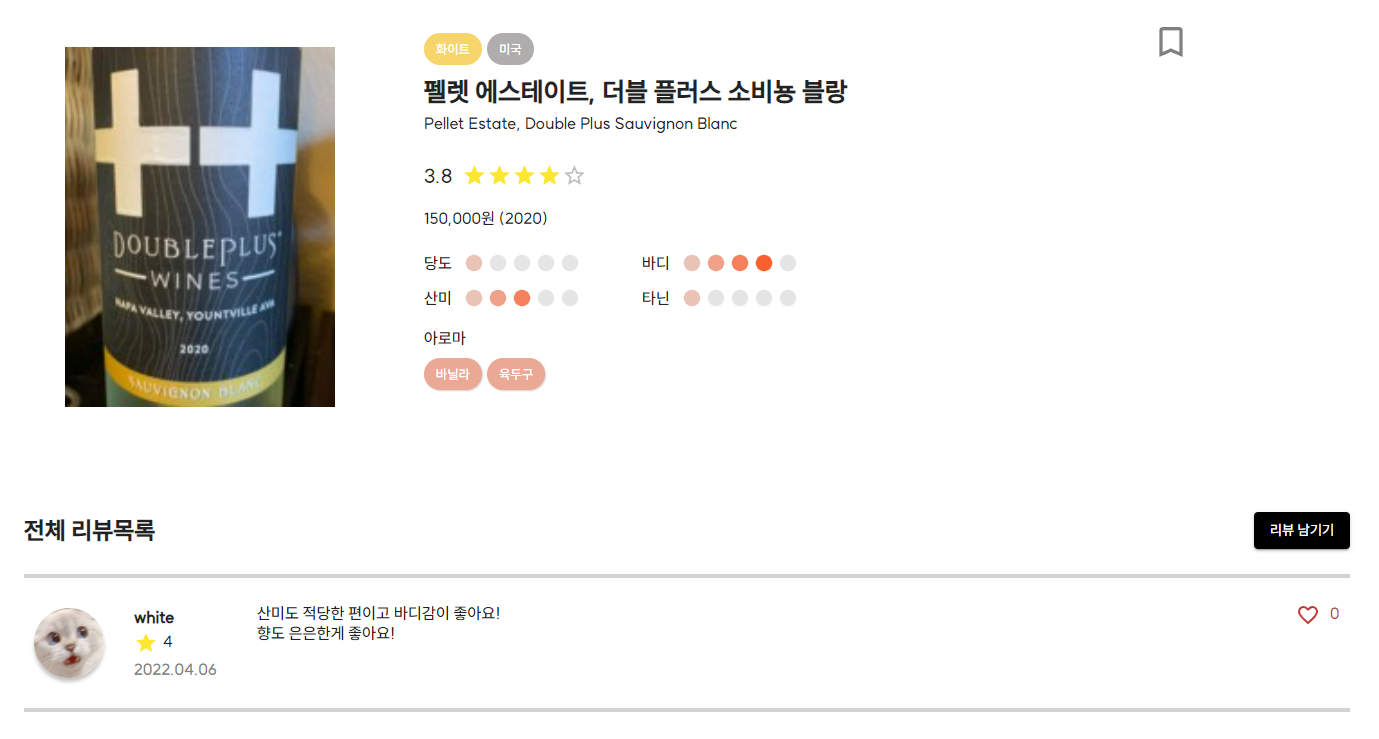 화이트 미국
펠렛 에스테이트, 더블 플러스 소비뇽 블랑
Pellet Estate, Double Plus Sauvignon Blanc
3.8
150,000원 (2020)
당도 바디
산미 타닌
아로마
바닐라 육두구
DOUBLEPLUS
WINES
NAPA VALLEY, YOUNTVILLE AVA
2020
SAUVIGNON BLANC
전체 리뷰목록 리뷰 남기기
white
4
2022.04.06
산미도 적당한 편이고 바디감이 좋아요!
향도 은은한게 좋아요!
0